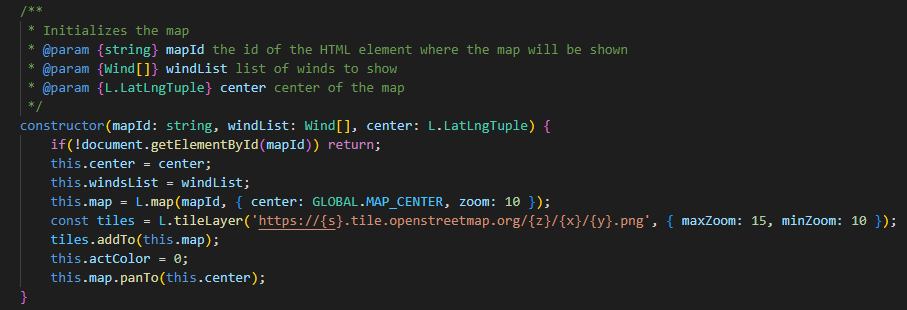 /**
 * Initializes the map
 * @param {string} mapId the id of the HTML element where the map will be shown
 * @param {Wind[]} windList list of winds to show
 * @param {L.LatLngTuple} center center of the map
 */
constructor(mapId: string, windList: Wind[], center: L.LatLngTuple) {
    if(!document.getElementById(mapId)) return;
    this.center = center;
    this.windsList = windList;
    this.map = L.map(mapId, { center: GLOBAL.MAP_CENTER, zoom: 10 });
    const tiles = L.tileLayer('https://{s}.tile.openstreetmap.org/{z}/{x}/{y}.png', { maxZoom: 15, minZoom: 10 });
    tiles.addTo(this.map);
    this.actColor = 0;
    this.map.panTo(this.center);
}